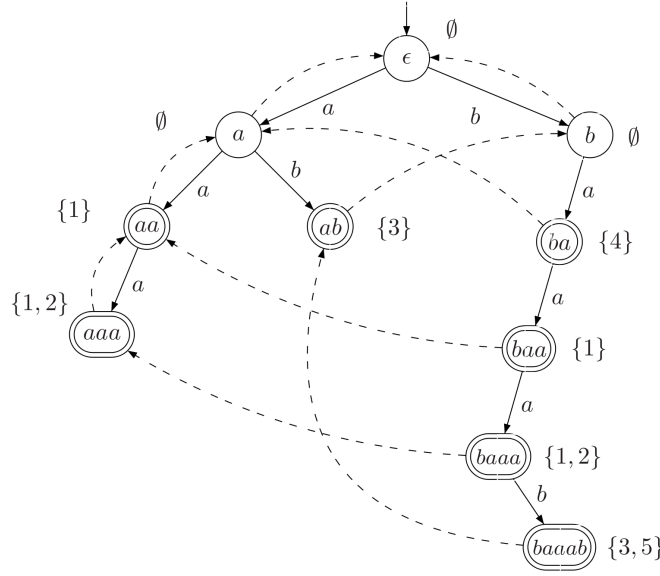 ϵ ∅
a b
∅ a b ∅
a b a
{1} aa ab {3} ba {4}
a a
{1, 2} aaa baa {1}
a
baaa {1, 2}
b
baaab {3, 5}